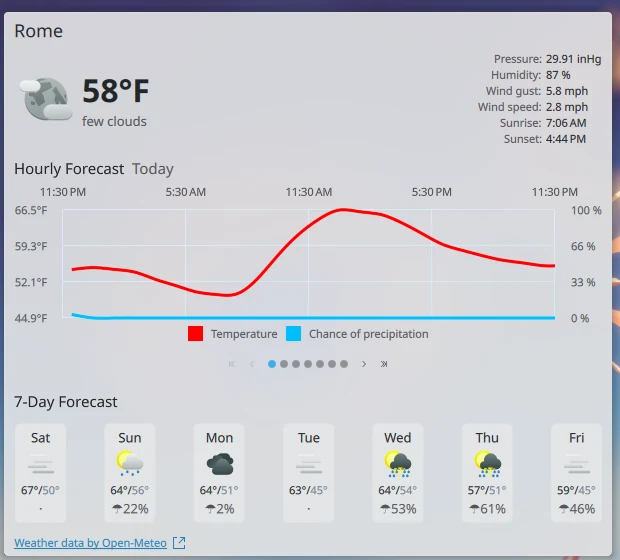 Rome
58°F
few clouds
Pressure: 29.91 inHg
Humidity: 87 %
Wind gust: 5.8 mph
Wind speed: 2.8 mph
Sunrise: 7:06 AM
Sunset: 4:44 PM
Hourly Forecast Today
11:30 PM 5:30 AM 11:30 AM 5:30 PM 11:30 PM
66.5°F 100 %
59.3°F 66 %
52.1°F 33 %
44.9°F 0 %
Temperature Chance of precipitation
7-Day Forecast
Sat Sun Mon Tue Wed Thu Fri
67°/50° 64°/56° 64°/51° 63°/45° 64°/54° 57°/51° 59°/45°
· ☂22% ☂2% · ☂53% ☂61% ☂46%
Weather data by Open-Meteo